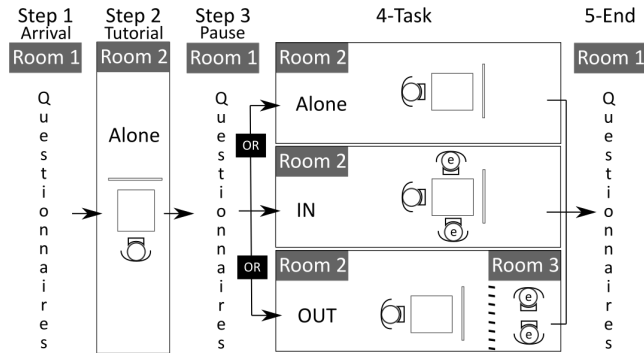 Step 1
Arrival
Room 1
Questionnaires
Step 2
Tutorial
Room 2
Alone
Step 3
Pause
Room 1
Questionnaires
OR
OR
4-Task
Room 2
Alone
Room 2
IN
e
e
Room 2
OUT
Room 3
e
e
5-End
Room 1
Questionnaires